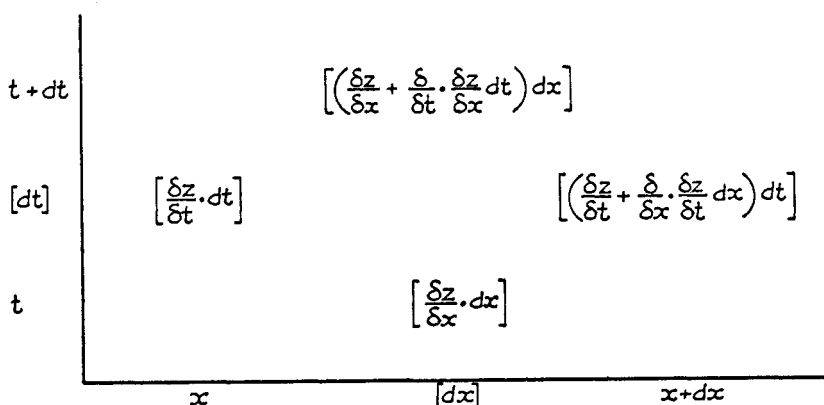 t + dt [(δz/δx + δ/δt · δz/δx dt) dx]
[dt] [δz/δt · dt] [(δz/δt + δ/δx · δz/δt dx) dt]
t [δz/δx · dx]
x [dx] x+dx